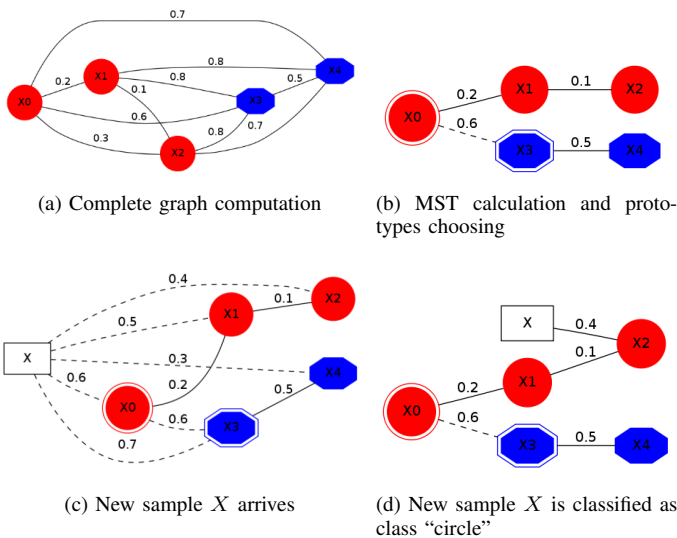 0.7
X4
0.8
X1
0.2
0.8
0.5
X0
0.1
X3
0.6
0.8
0.7
0.3
X2
(a) Complete graph computation
0.2
X1
0.1
X2
X0
0.6
X3
0.5
X4
(b) MST calculation and proto-
types choosing
0.4
0.1
X2
0.5
X1
X
0.3
X4
0.6
0.2
0.5
X0
0.6
X3
0.7
(c) New sample X arrives
X
0.4
X2
0.1
0.2
X1
X0
0.6
X3
0.5
X4
(d) New sample X is classified as
class “circle”